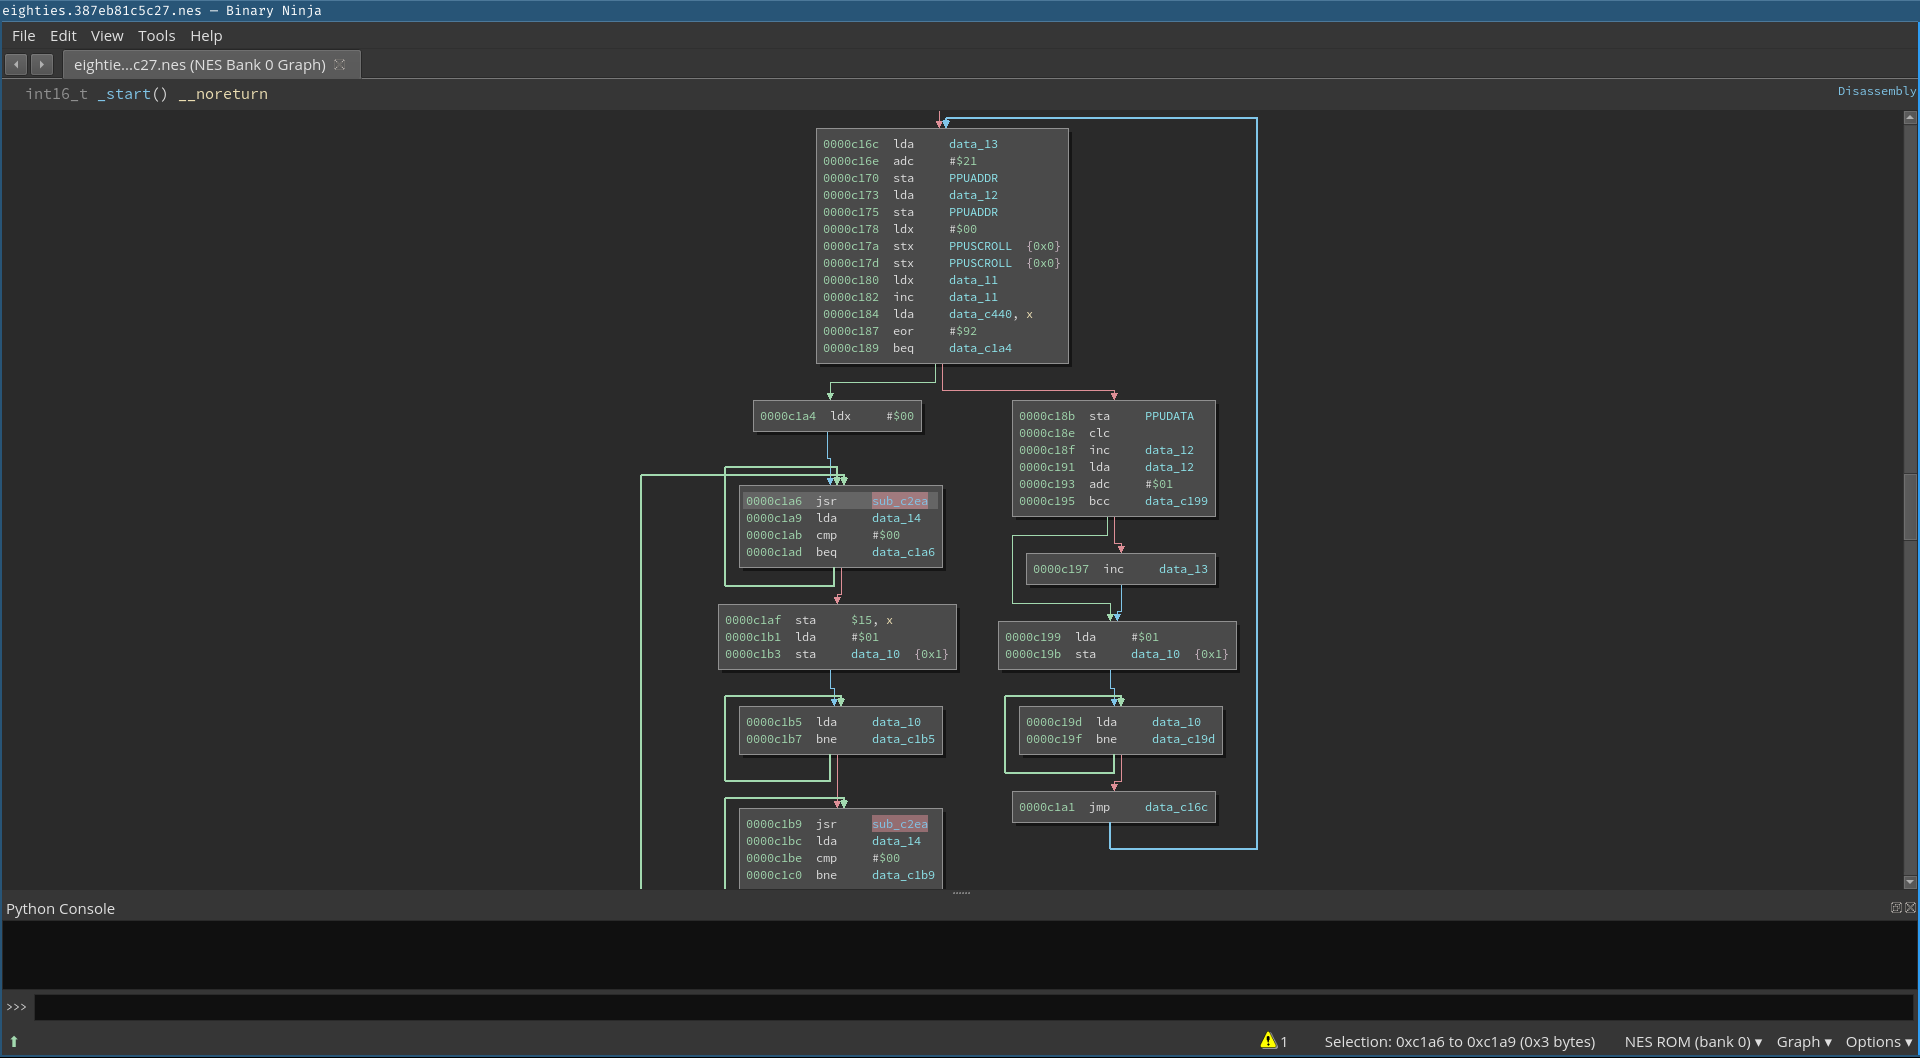 eighties.387eb81c5c27.nes — Binary Ninja
File Edit View Tools Help
eightie...c27.nes (NES Bank 0 Graph)
int16_t _start() __noreturn
Disassembly
0000c16c lda data_13
0000c16e adc #$21
0000c170 sta PPUADDR
0000c173 lda data_12
0000c175 sta PPUADDR
0000c178 ldx #$00
0000c17a stx PPUSCROLL {0x0}
0000c17d stx PPUSCROLL {0x0}
0000c180 ldx data_11
0000c182 inc data_11
0000c184 lda data_c440, x
0000c187 eor #$92
0000c189 beq data_c1a4
0000c1a4 ldx #$00
0000c1a6 jsr sub_c2ea
0000c1a9 lda data_14
0000c1ab cmp #$00
0000c1ad beq data_c1a6
0000c1af sta $15, x
0000c1b1 lda #$01
0000c1b3 sta data_10 {0x1}
0000c1b5 lda data_10
0000c1b7 bne data_c1b5
0000c1b9 jsr sub_c2ea
0000c1bc lda data_14
0000c1be cmp #$00
0000c1c0 bne data_c1b9
0000c18b sta PPUDATA
0000c18e clc
0000c18f inc data_12
0000c191 lda data_12
0000c193 adc #$01
0000c195 bcc data_c199
0000c197 inc data_13
0000c199 lda #$01
0000c19b sta data_10 {0x1}
0000c19d lda data_10
0000c19f bne data_c19d
0000c1a1 jmp data_c16c
Python Console
>>>
1
Selection: 0xc1a6 to 0xc1a9 (0x3 bytes)
NES ROM (bank 0) ▾
Graph ▾
Options ▾